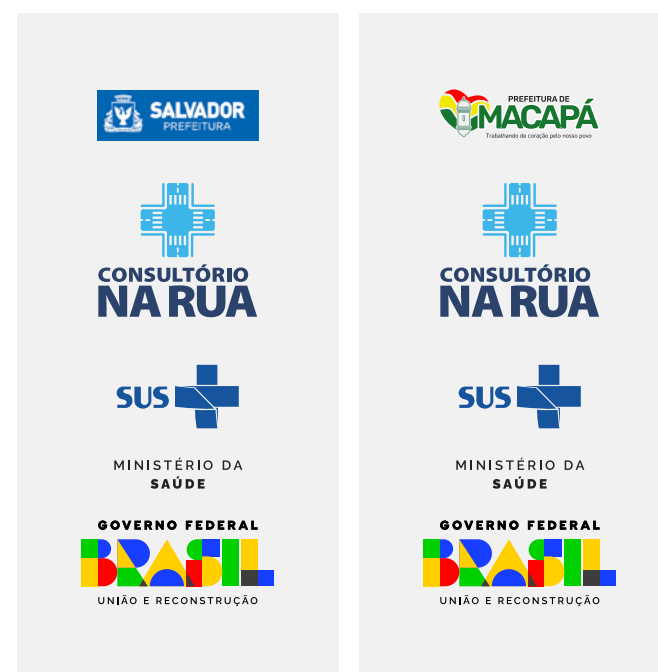 SALVADOR
PREFEITURA
CONSULTÓRIO
NA RUA
SUS
MINISTÉRIO DA
SAÚDE
GOVERNO FEDERAL
BRASIL
UNIÃO E RECONSTRUÇÃO
PREFEITURA DE
MACAPÁ
Trabalhando de coração pelo nosso povo
CONSULTÓRIO
NA RUA
SUS
MINISTÉRIO DA
SAÚDE
GOVERNO FEDERAL
BRASIL
UNIÃO E RECONSTRUÇÃO